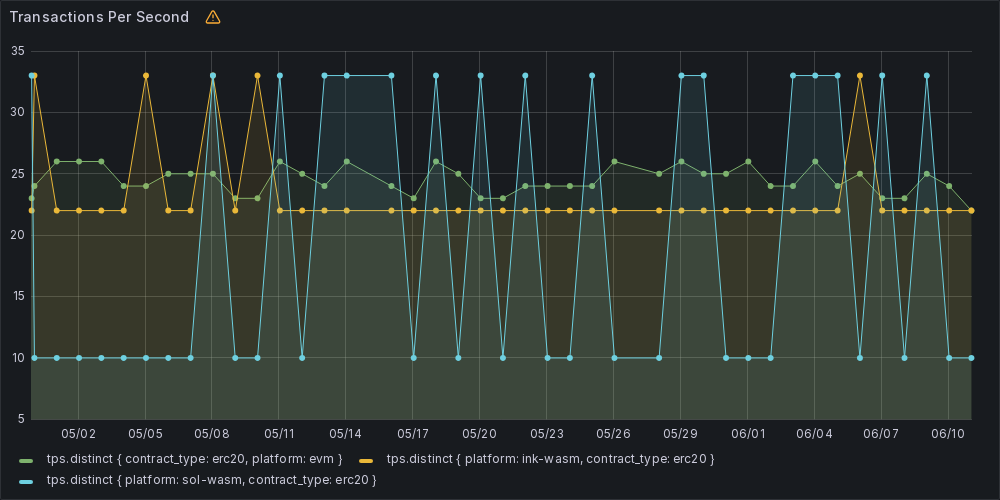 Transactions Per Second
35
30
25
20
15
10
5
05/02 05/05 05/08 05/11 05/14 05/17 05/20 05/23 05/26 05/29 06/01 06/04 06/07 06/10
tps.distinct { contract_type: erc20, platform: evm } tps.distinct { platform: ink-wasm, contract_type: erc20 }
tps.distinct { platform: sol-wasm, contract_type: erc20 }